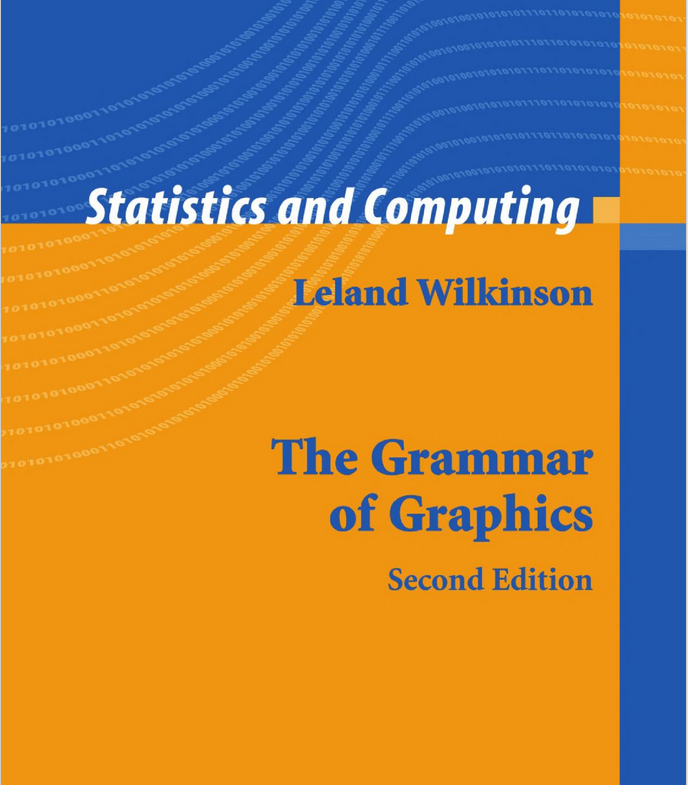 Statistics and Computing
Leland Wilkinson
The Grammar
of Graphics
Second Edition